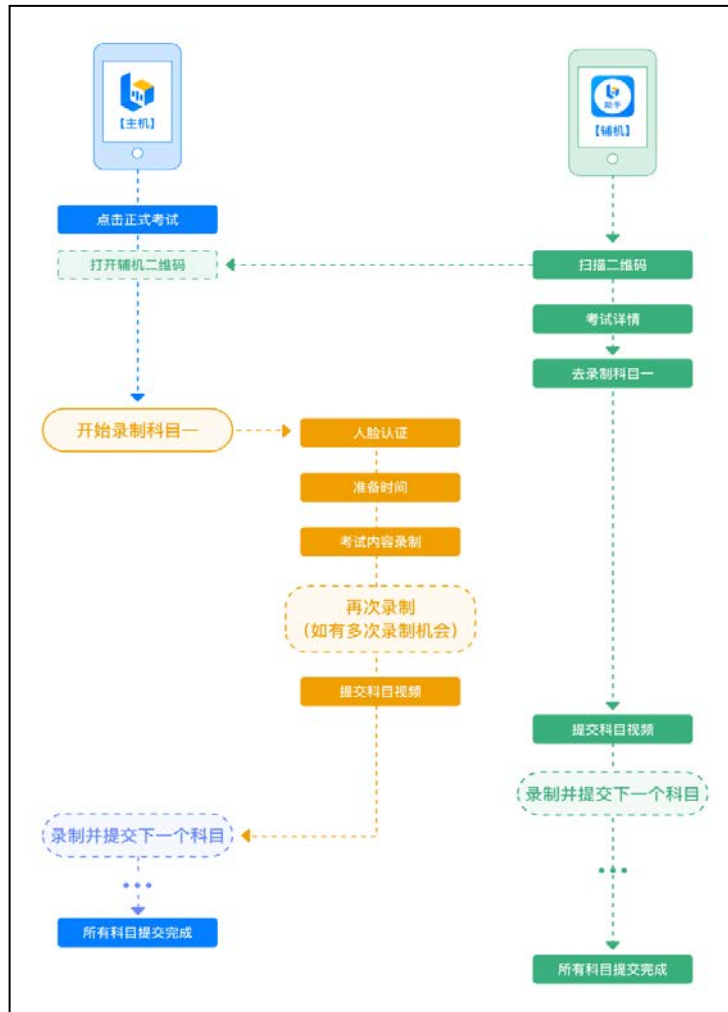 【主机】
助手
【辅机】
点击正式考试
打开辅机二维码
扫描二维码
考试详情
去录制科目一
开始录制科目一
人脸认证
准备时间
考试内容录制
再次录制
（如有多次录制机会）
提交科目视频
提交科目视频
录制并提交下一个科目
录制并提交下一个科目
所有科目提交完成
所有科目提交完成